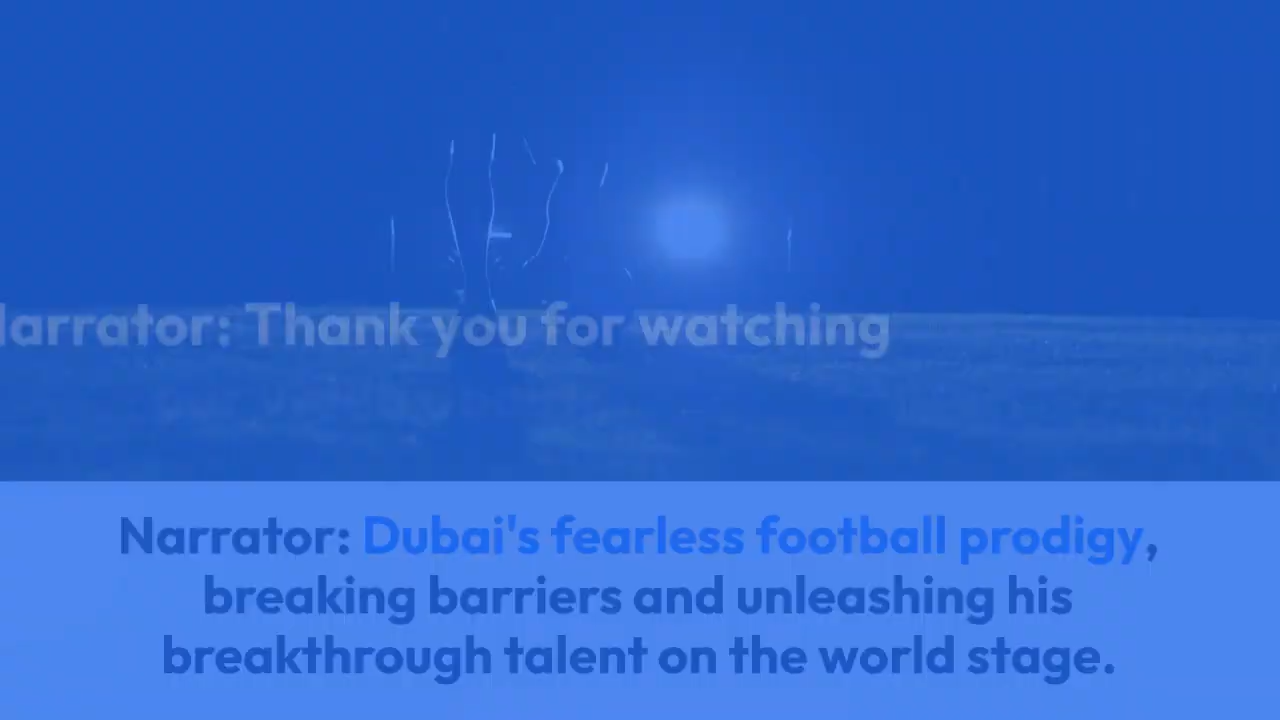 arrator: Thank you for watching
Narrator: Dubai's fearless football prodigy,
breaking barriers and unleashing his
breakthrough talent on the world stage.